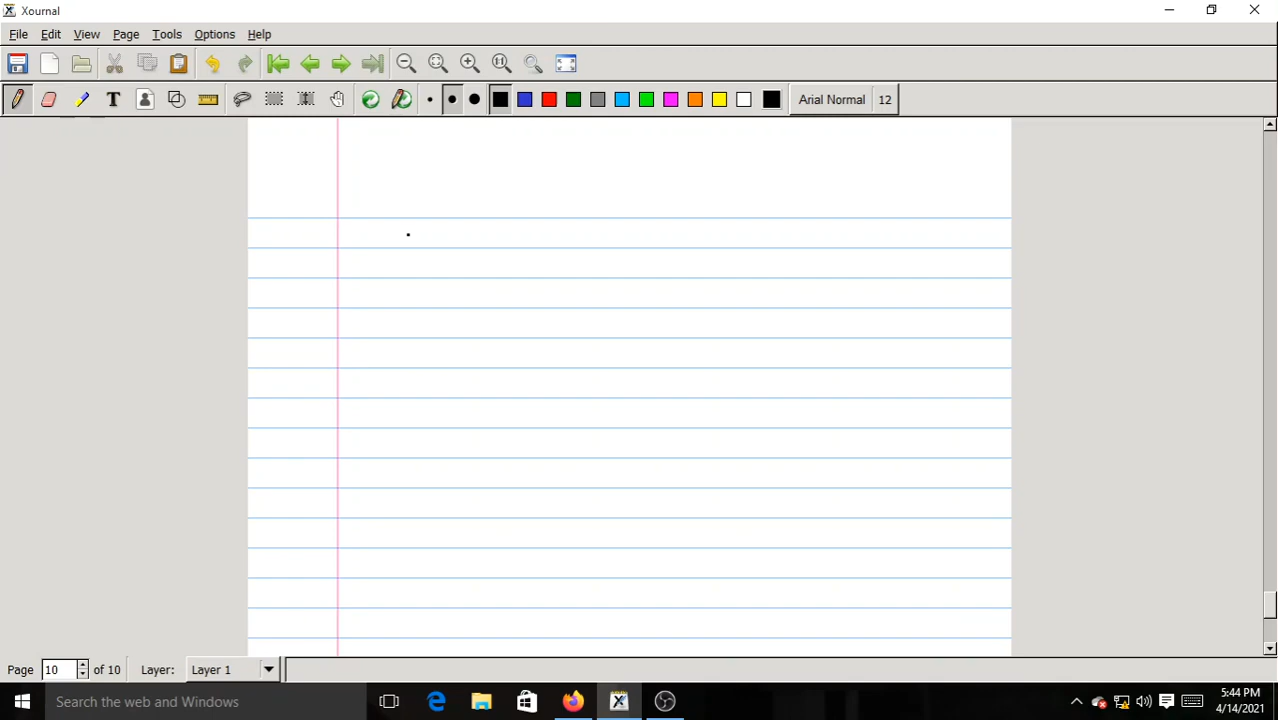 Xournal
File Edit View Page Tools Options Help
Arial Normal 12
Page 10 of 10 Layer: Layer 1
Search the web and Windows
5:44 PM
4/14/2021